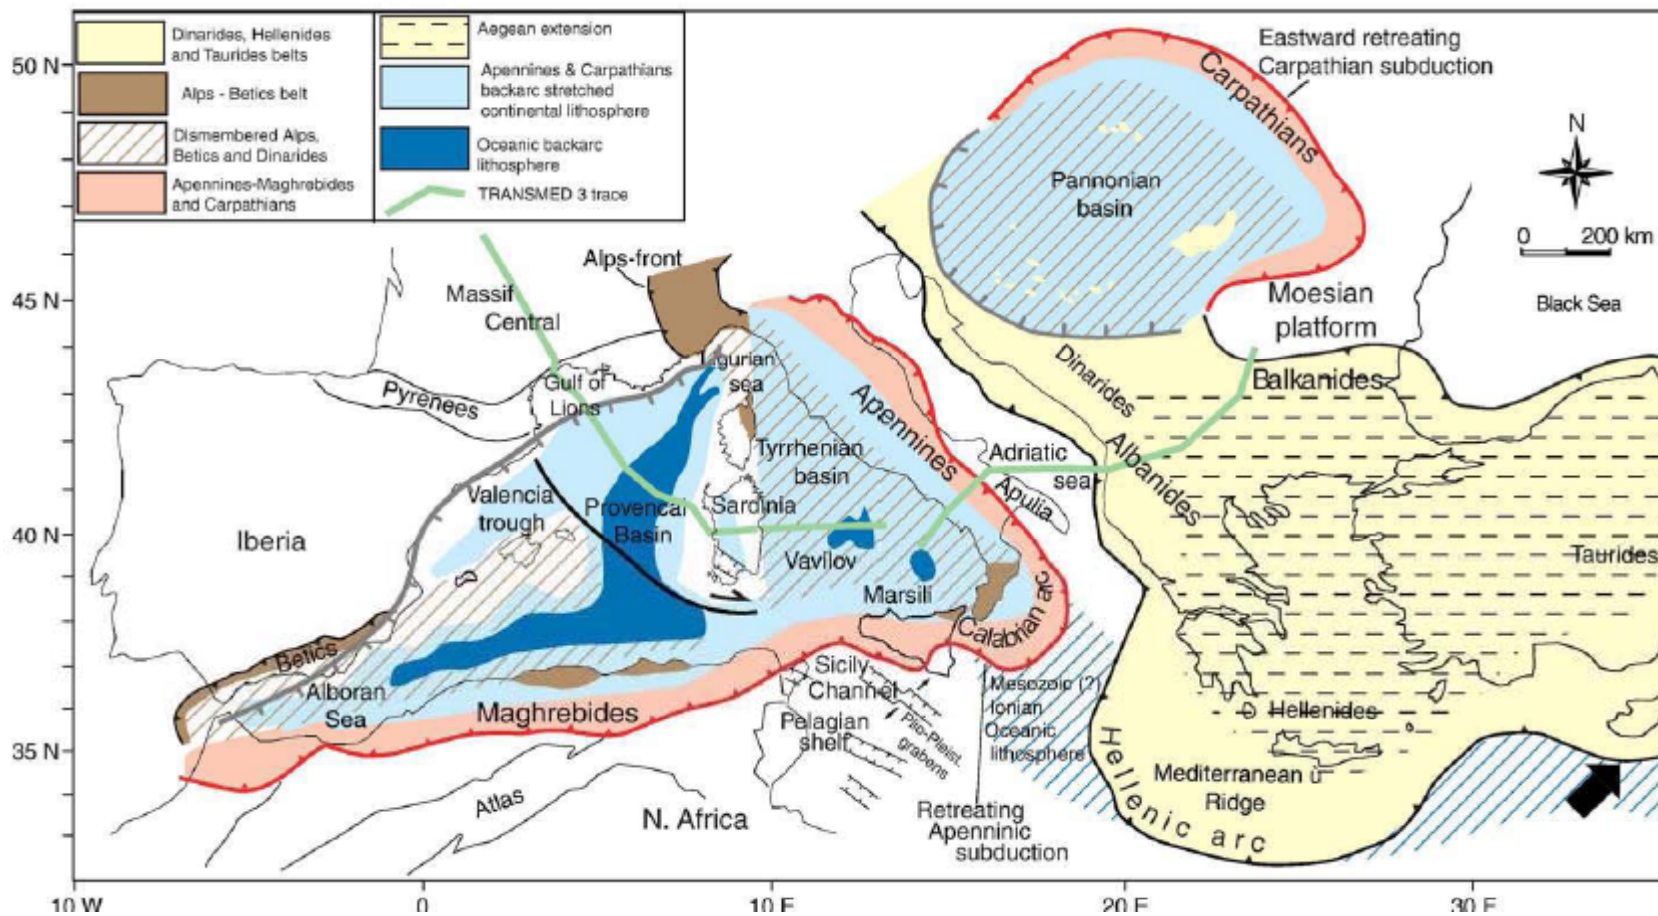 Dinarides, Hellenides
and Taurides belts
Alps - Betics belt
Dismembered Alps,
Betics and Dinarides
Apennines-Maghrebides
and Carpathians
Aegean extension
Apennines & Carpathians
backarc stretched
continental lithosphere
Oceanic backarc
lithosphere
TRANSMED 3 trace
50 N
45 N
40 N
35 N
10 W
0
10 E
20 E
30 E
Eastward retreating
Carpathian subduction
Carpathians
N
0 200 km
Pannonian
basin
Black Sea
Moesian
platform
Alps-front
Massif
Central
Ligurian
sea
Gulf of
Lions
Pyrenees
Dinarides
Balkanides
Apennines
Tyrrhenian
basin
Adriatic
sea
Albanides
Apulia
Valencia
trough
Provencal
Basin
Sardinia
Iberia
Vavilov
Marsili
Taurides
Calabrian arc
Betics
Alboran
Sea
Maghrebides
Sicily
Channel
Pelagian
shelf
Plio-Pleist.
grabens
Mesozoic (?)
Ionian
Oceanic
lithosphere
Hellenides
Mediterranean
Ridge
Hellenic arc
Atlas
N. Africa
Retreating
Apenninic
subduction